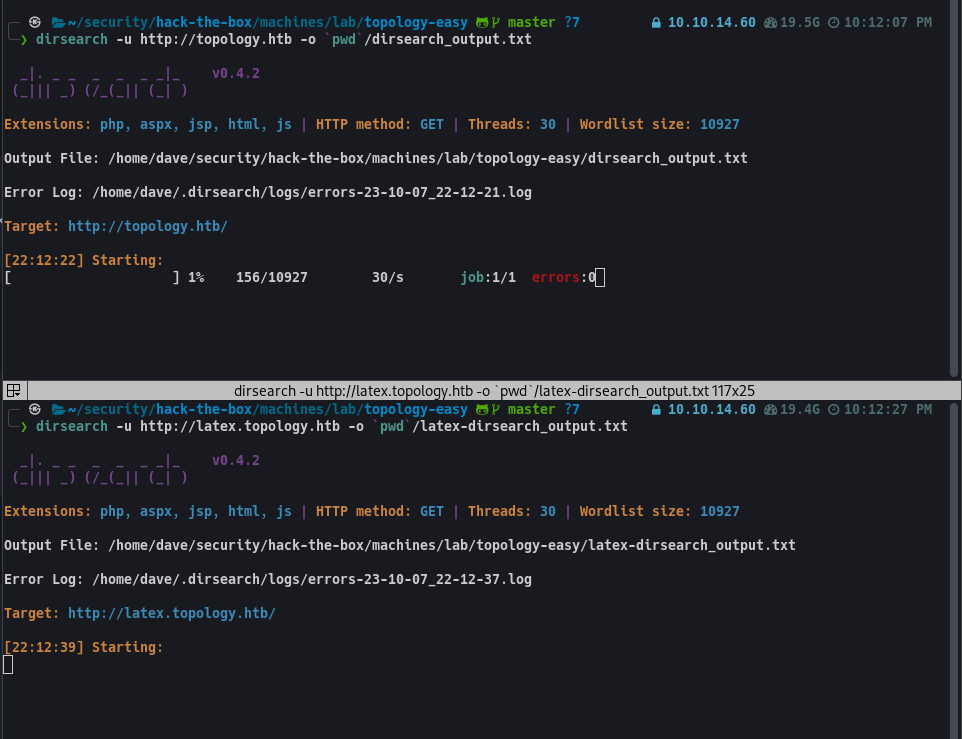 ~/security/hack-the-box/machines/lab/topology-easy master ?7 10.10.14.60 19.5G 10:12:07 PM
❯ dirsearch -u http://topology.htb -o `pwd`/dirsearch_output.txt
_|. _ _  _  _  _ _|_    v0.4.2
(_||| _) (/_(_|| (_| )
Extensions: php, aspx, jsp, html, js | HTTP method: GET | Threads: 30 | Wordlist size: 10927
Output File: /home/dave/security/hack-the-box/machines/lab/topology-easy/dirsearch_output.txt
Error Log: /home/dave/.dirsearch/logs/errors-23-10-07_22-12-21.log
Target: http://topology.htb/
[22:12:22] Starting:
[                    ] 1%    156/10927        30/s       job:1/1  errors:0
dirsearch -u http://latex.topology.htb -o `pwd`/latex-dirsearch_output.txt 117x25
~/security/hack-the-box/machines/lab/topology-easy master ?7 10.10.14.60 19.4G 10:12:27 PM
❯ dirsearch -u http://latex.topology.htb -o `pwd`/latex-dirsearch_output.txt
_|. _ _  _  _  _ _|_    v0.4.2
(_||| _) (/_(_|| (_| )
Extensions: php, aspx, jsp, html, js | HTTP method: GET | Threads: 30 | Wordlist size: 10927
Output File: /home/dave/security/hack-the-box/machines/lab/topology-easy/latex-dirsearch_output.txt
Error Log: /home/dave/.dirsearch/logs/errors-23-10-07_22-12-37.log
Target: http://latex.topology.htb/
[22:12:39] Starting: